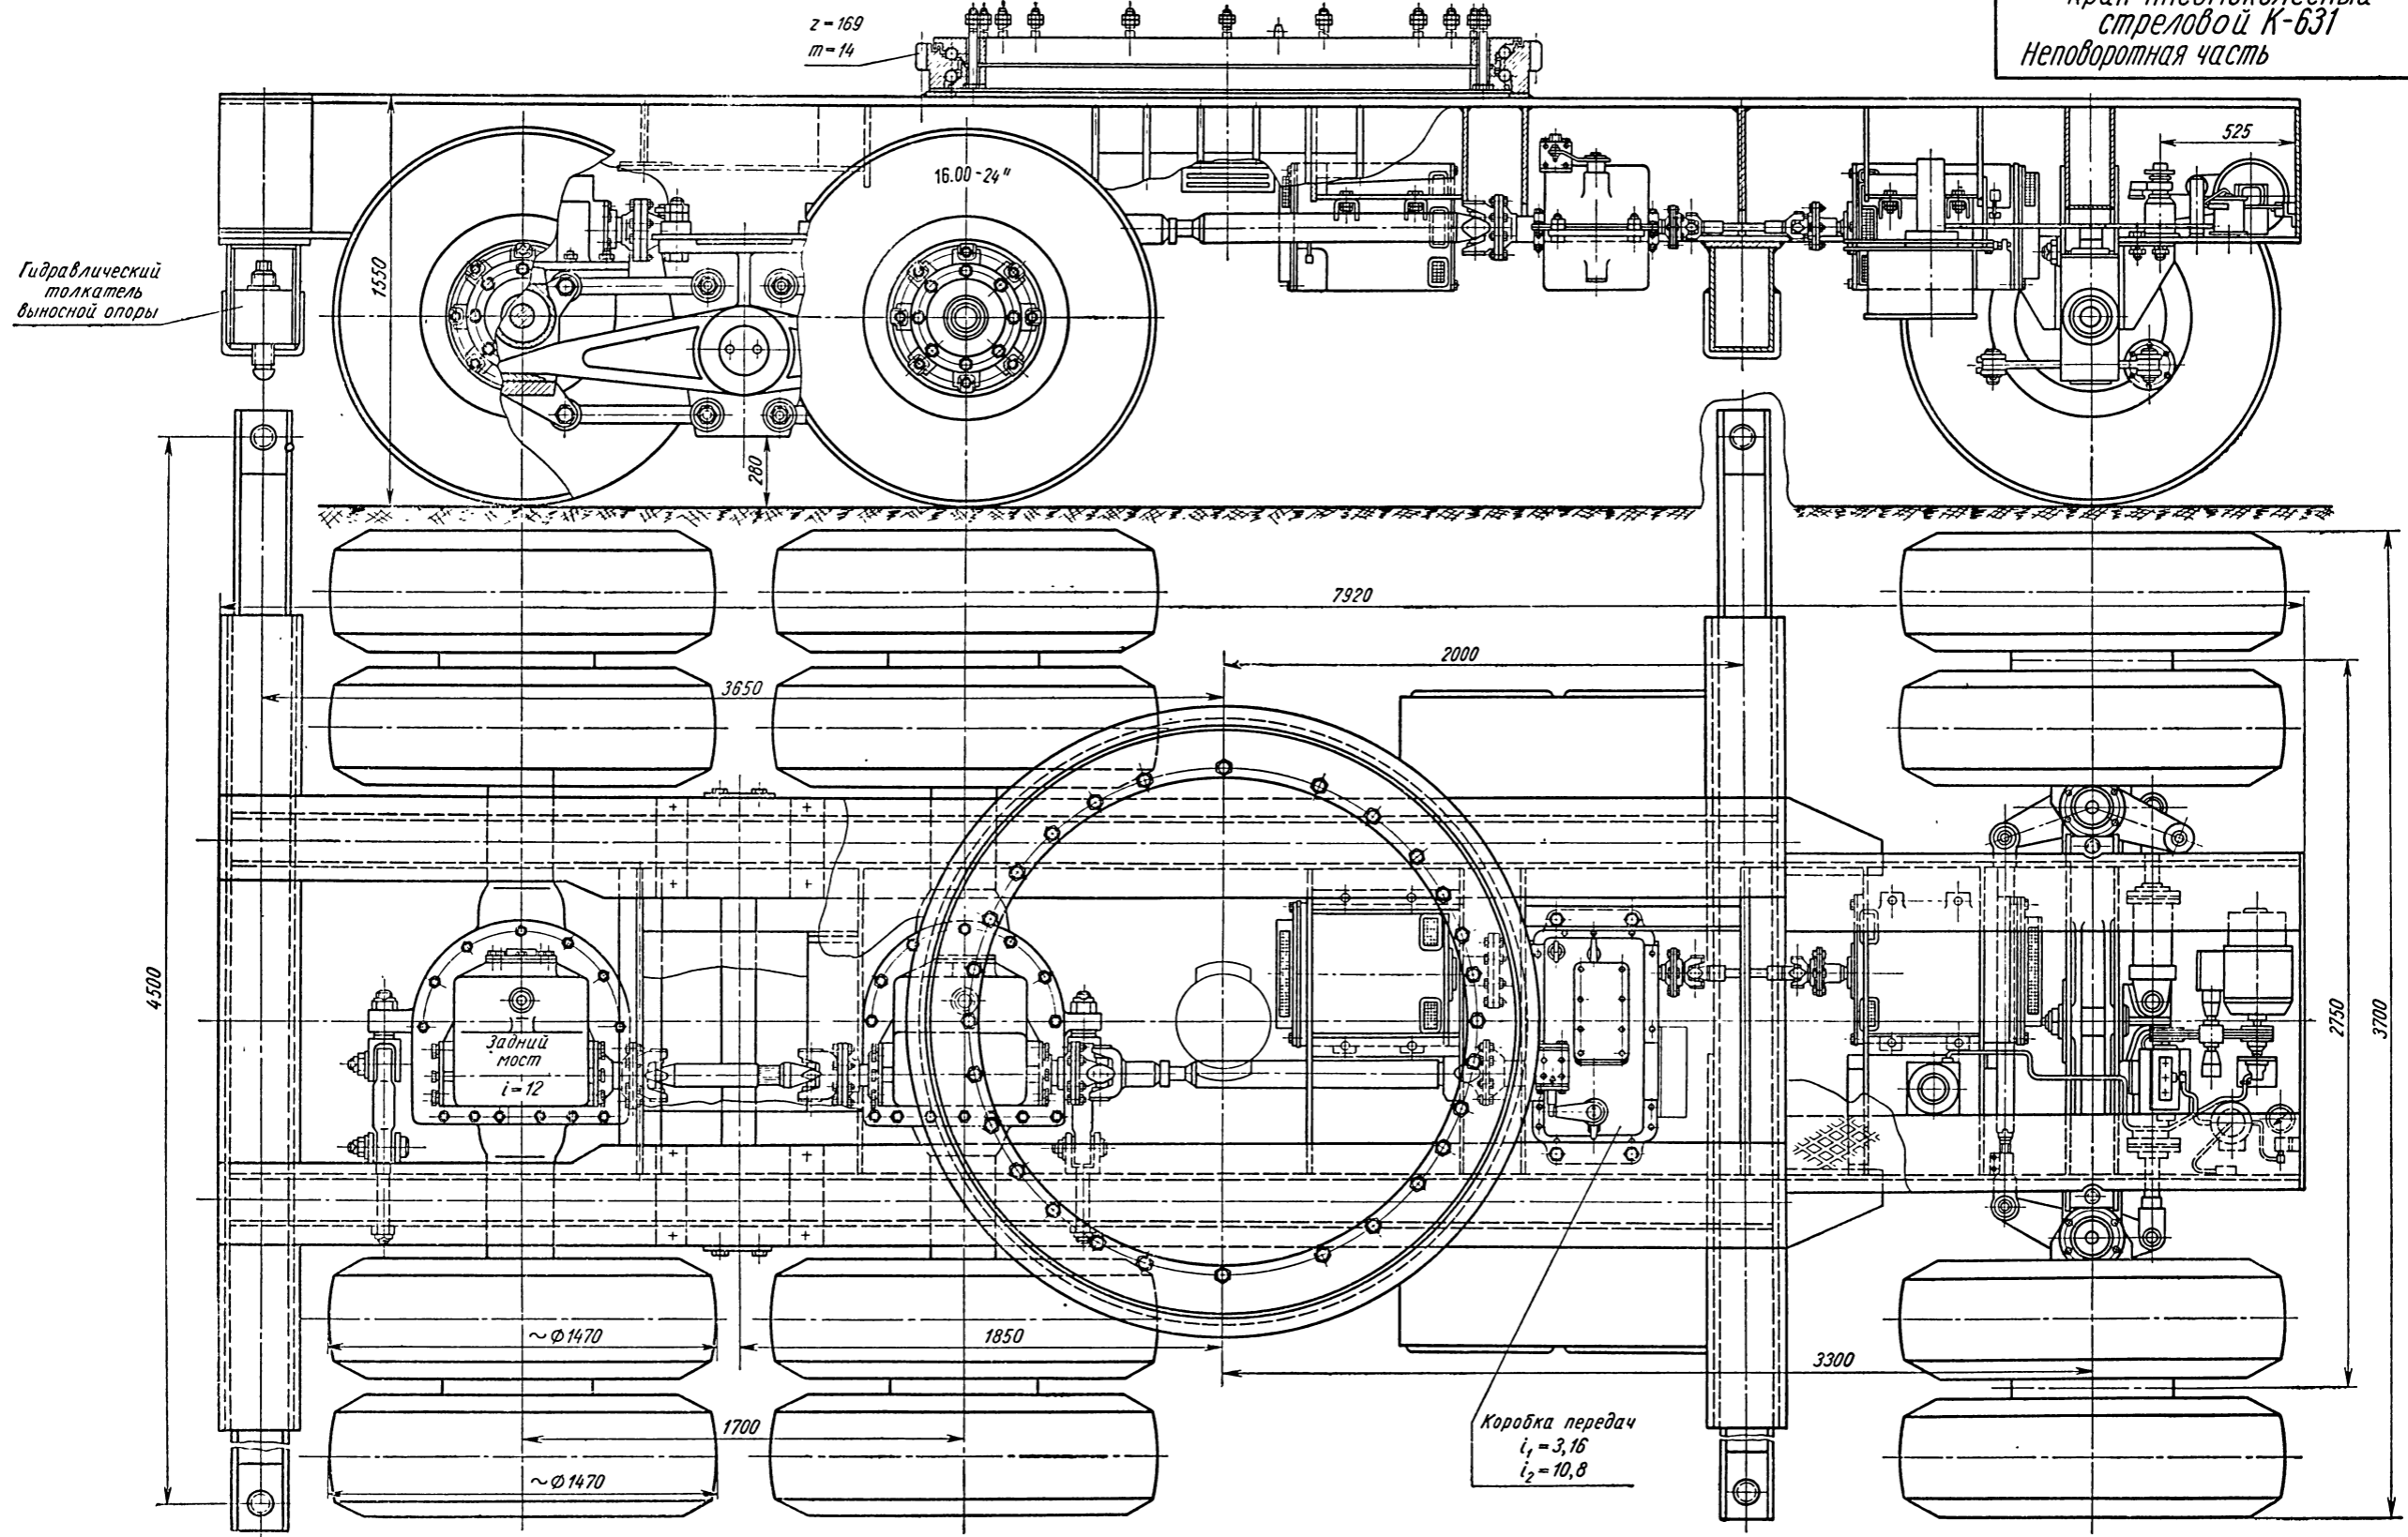 стреловой К-631
Неповоротная часть
z=169
m=14
525
16.00-24"
1550
Гидравлический
толкатель
выносной опоры
280
7920
2000
3650
4500
2750
3700
Задний
мост
i=12
~Ф1470
1850
3300
1700
Коробка передач
i₁=3,16
i₂=10,8
~Ф1470